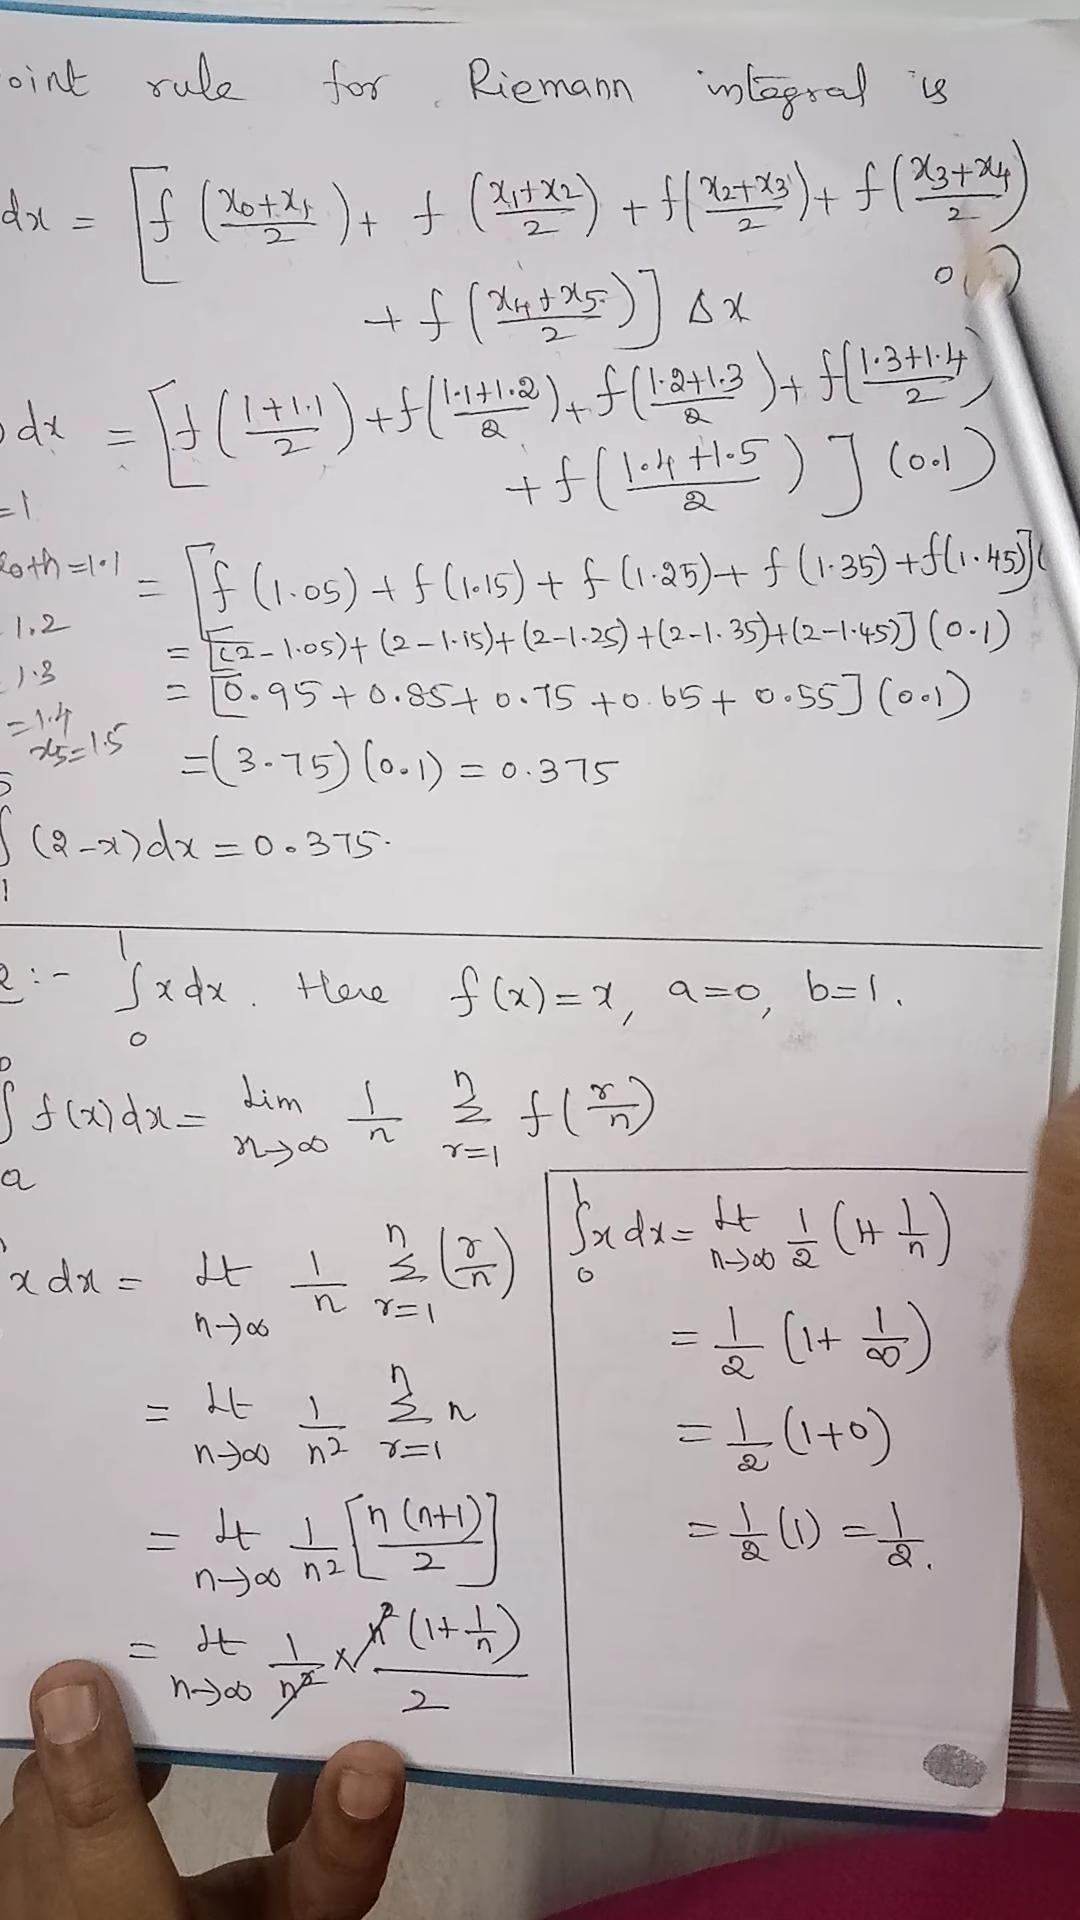 oint rule for Riemann integral is
dx = [f(x₀+x₁/2) + f(x₁+x₂/2) + f(x₂+x₃/2) + f(x₃+x₄/2)
+ f(x₄+x₅/2)] Δx
dx = [f(1+1.1/2) + f(1.1+1.2/2) + f(1.2+1.3/2) + f(1.3+1.4/2)
+ f(1.4+1.5/2)] (0.1)
=1
x₀+h=1.1
= [f(1.05) + f(1.15) + f(1.25) + f(1.35) + f(1.45)](
1.2
= [(2-1.05) + (2-1.15) + (2-1.25) + (2-1.35) + (2-1.45)] (0.1)
1.3
= [0.95 + 0.85 + 0.75 + 0.65 + 0.55] (0.1)
=1.4
x₅=1.5
= (3.75) (0.1) = 0.375
5
∫ (2-x) dx = 0.375.
1
2 :- ∫₀¹ x dx. Here f(x) = x, a=0, b=1.
∫ₐ f(x) dx = Lim n→∞ 1/n Σ r=1 n f(r/n)
x dx = Lt n→∞ 1/n Σ r=1 n (r/n)
= Lt n→∞ 1/n² Σ r=1 n r
= Lt n→∞ 1/n² [n(n+1)/2]
= Lt n→∞ 1/n² × n²(1+1/n)/2
∫₀¹ x dx = Lt n→∞ 1/2 (1+1/n)
= 1/2 (1+1/∞)
= 1/2 (1+0)
= 1/2 (1) = 1/2.